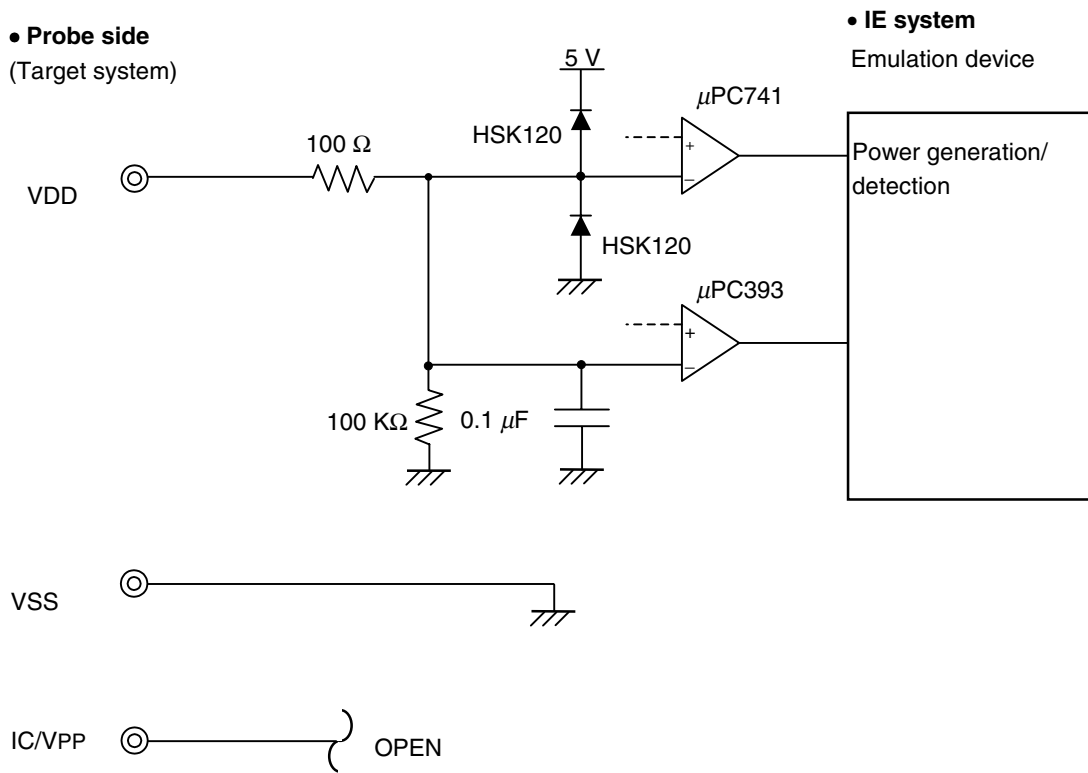 • Probe side
(Target system)
• IE system
Emulation device
5 V
μPC741
HSK120
100 Ω
+
−
Power generation/
detection
VDD
HSK120
μPC393
+
−
100 KΩ
0.1 μF
VSS
IC/VPP
OPEN